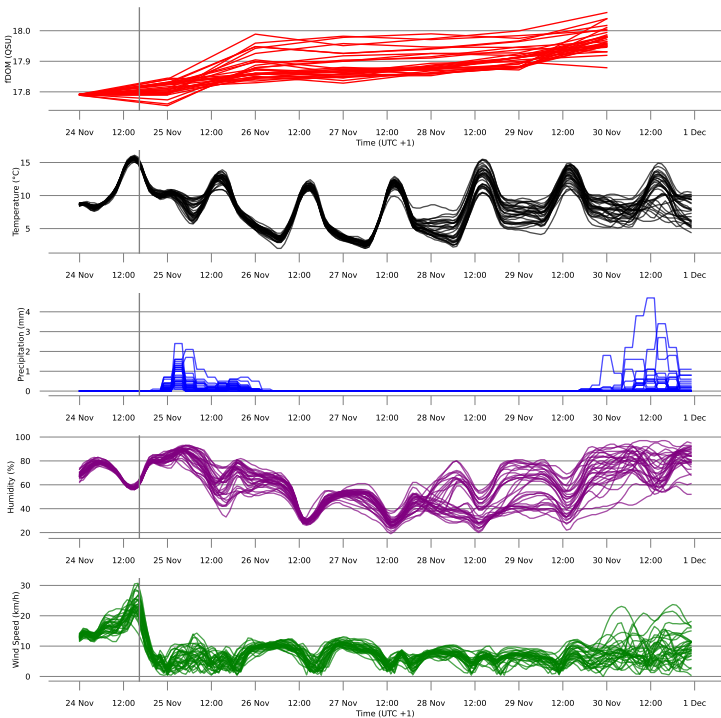 fDOM (QSU)
18.0
17.9
17.8
24 Nov 12:00 25 Nov 12:00 26 Nov 12:00 27 Nov 12:00 28 Nov 12:00 29 Nov 12:00 30 Nov 12:00 1 Dec
Time (UTC +1)
Temperature (°C)
15
10
5
24 Nov 12:00 25 Nov 12:00 26 Nov 12:00 27 Nov 12:00 28 Nov 12:00 29 Nov 12:00 30 Nov 12:00 1 Dec
Precipitation (mm)
4
3
2
1
0
24 Nov 12:00 25 Nov 12:00 26 Nov 12:00 27 Nov 12:00 28 Nov 12:00 29 Nov 12:00 30 Nov 12:00 1 Dec
Humidity (%)
100
80
60
40
20
24 Nov 12:00 25 Nov 12:00 26 Nov 12:00 27 Nov 12:00 28 Nov 12:00 29 Nov 12:00 30 Nov 12:00 1 Dec
Wind Speed (km/h)
30
20
10
0
24 Nov 12:00 25 Nov 12:00 26 Nov 12:00 27 Nov 12:00 28 Nov 12:00 29 Nov 12:00 30 Nov 12:00 1 Dec
Time (UTC +1)